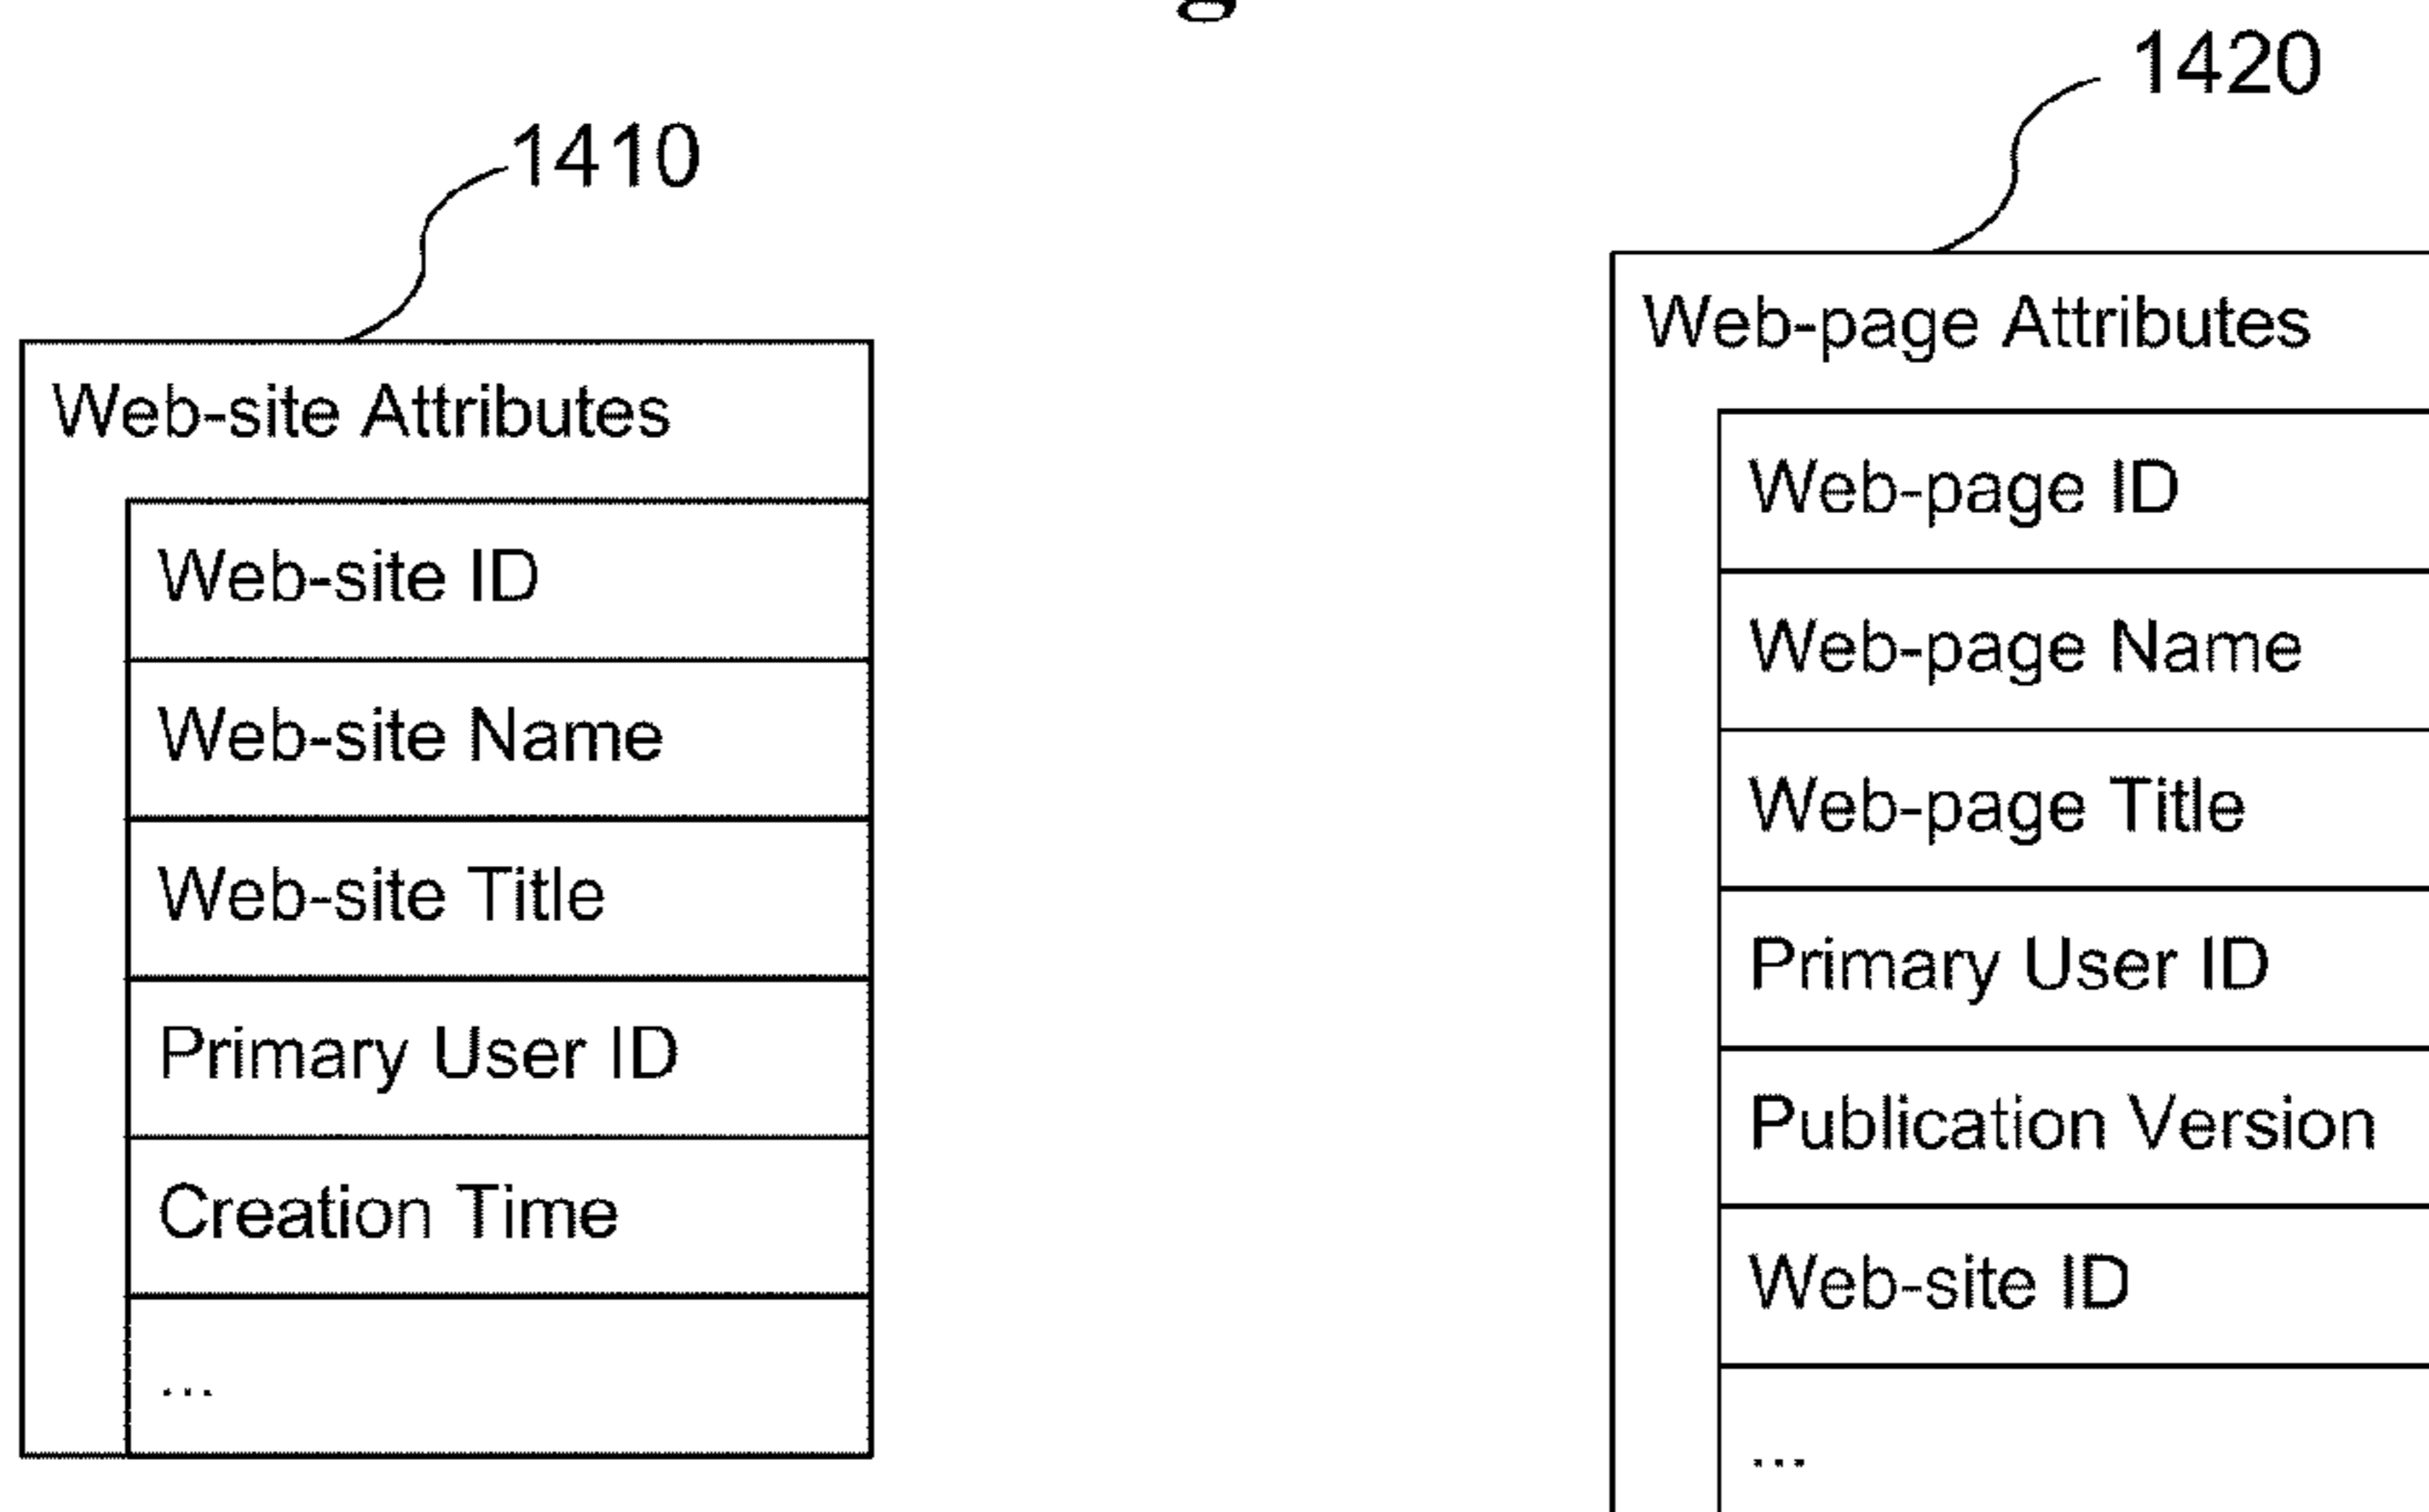 1410
Web-site Attributes
Web-site ID
Web-site Name
Web-site Title
Primary User ID
Creation Time
...
1420
Web-page Attributes
Web-page ID
Web-page Name
Web-page Title
Primary User ID
Publication Version
Web-site ID
...